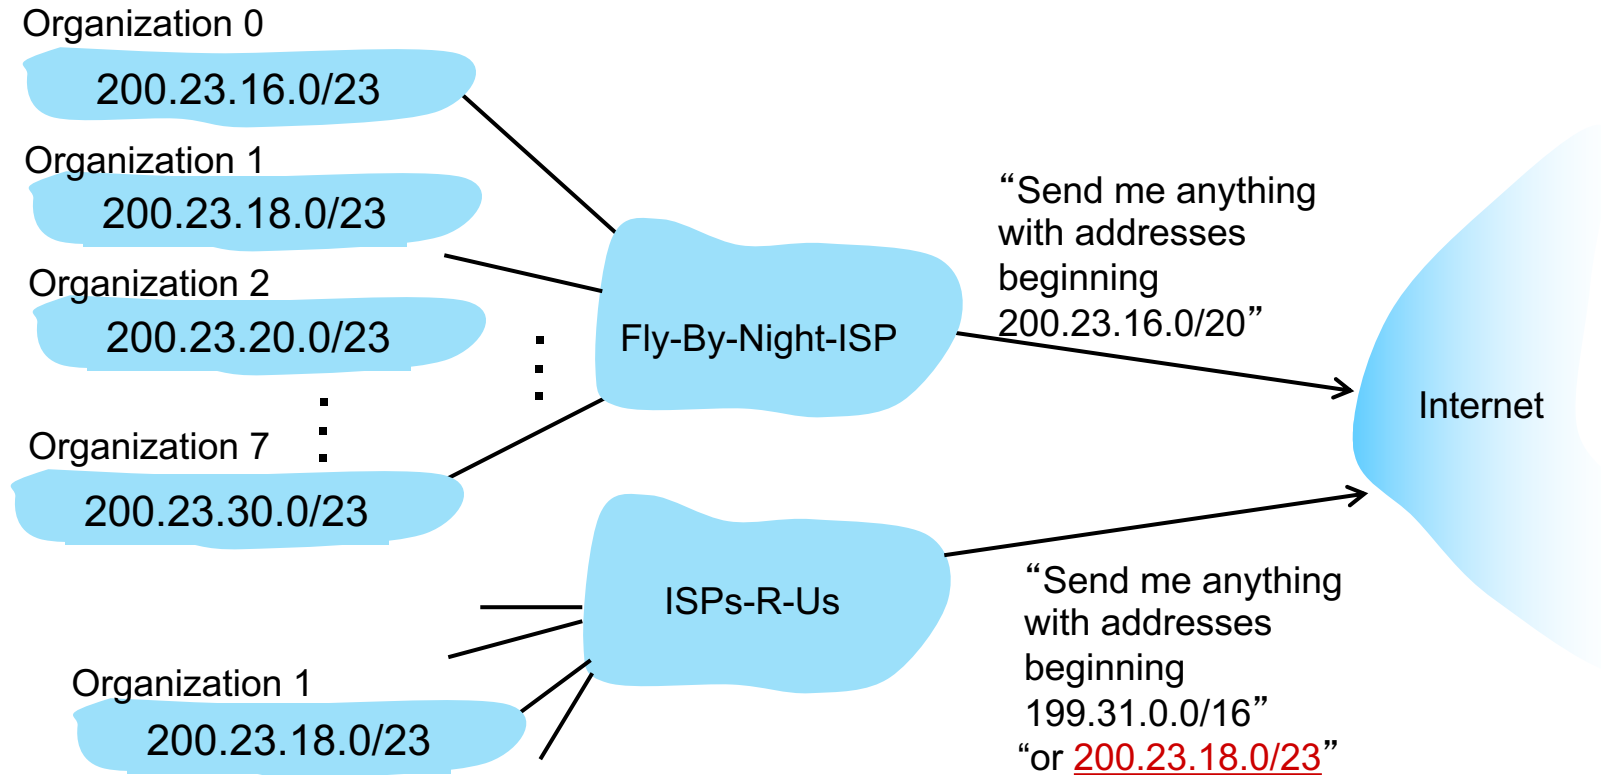 Organization 0
200.23.16.0/23
Organization 1
200.23.18.0/23
Organization 2
200.23.20.0/23
Organization 7
200.23.30.0/23
Fly-By-Night-ISP
“Send me anything
with addresses
beginning
200.23.16.0/20”
Internet
ISPs-R-Us
Organization 1
200.23.18.0/23
“Send me anything
with addresses
beginning
199.31.0.0/16”
“or 200.23.18.0/23”